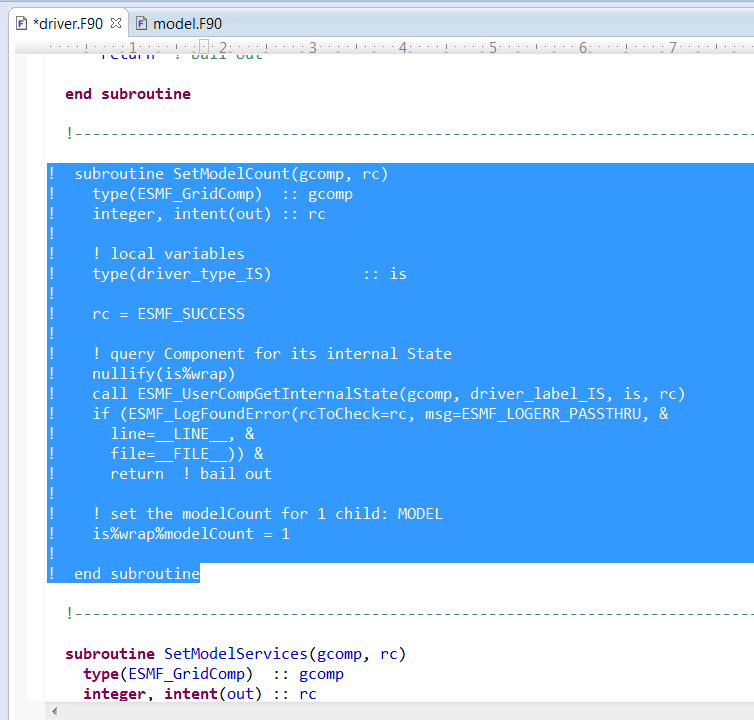 *driver.F90 model.F90
1 2 3 4 5 6 7
return ! bail out
end subroutine
!---------------------------------------------------------------------------
! subroutine SetModelCount(gcomp, rc)
! type(ESMF_GridComp) :: gcomp
! integer, intent(out) :: rc
!
! ! local variables
! type(driver_type_IS) :: is
!
! rc = ESMF_SUCCESS
!
! ! query Component for its internal State
! nullify(is%wrap)
! call ESMF_UserCompGetInternalState(gcomp, driver_label_IS, is, rc)
! if (ESMF_LogFoundError(rcToCheck=rc, msg=ESMF_LOGERR_PASSTHRU, &
! line=__LINE__, &
! file=__FILE__)) &
! return ! bail out
!
! ! set the modelCount for 1 child: MODEL
! is%wrap%modelCount = 1
!
! end subroutine
!---------------------------------------------------------------------------
subroutine SetModelServices(gcomp, rc)
type(ESMF_GridComp) :: gcomp
integer, intent(out) :: rc